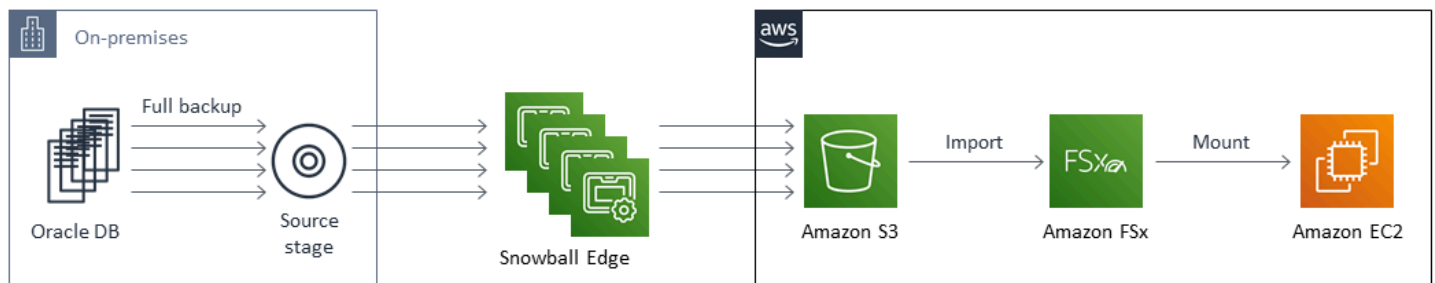 On-premises
aws
Full backup
Import
FSx
Mount
Oracle DB
Source
stage
Snowball Edge
Amazon S3
Amazon FSx
Amazon EC2